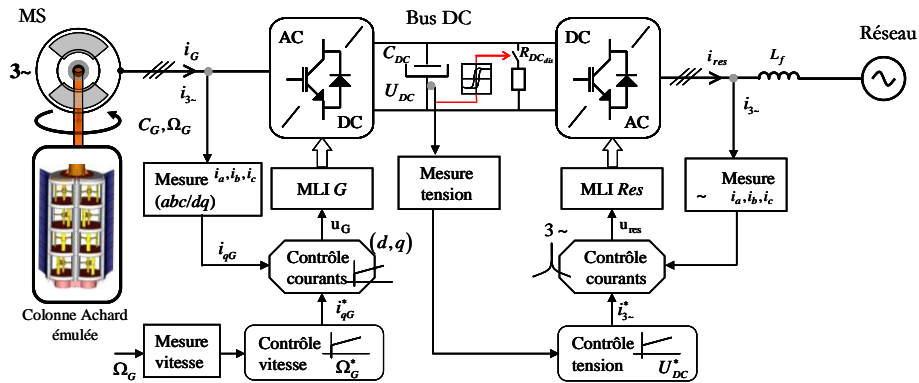 MS
Bus DC
Réseau
3~
i_G
i_3~
C_G, Ω_G
AC
DC
C_DC
U_DC
R_DC_dis
DC
AC
i_res
L_f
i_3~
Mesure i_a, i_b, i_c
(abc/dq)
MLI G
Mesure
tension
MLI Res
Mesure
~ i_a, i_b, i_c
u_G
u_res
i_qG
(d, q)
Contrôle
courants
3 ~
Contrôle
courants
i*_qG
i*_3~
Colonne Achard
émulée
Ω_G
Mesure
vitesse
Contrôle
vitesse Ω*_G
Contrôle
tension U*_DC